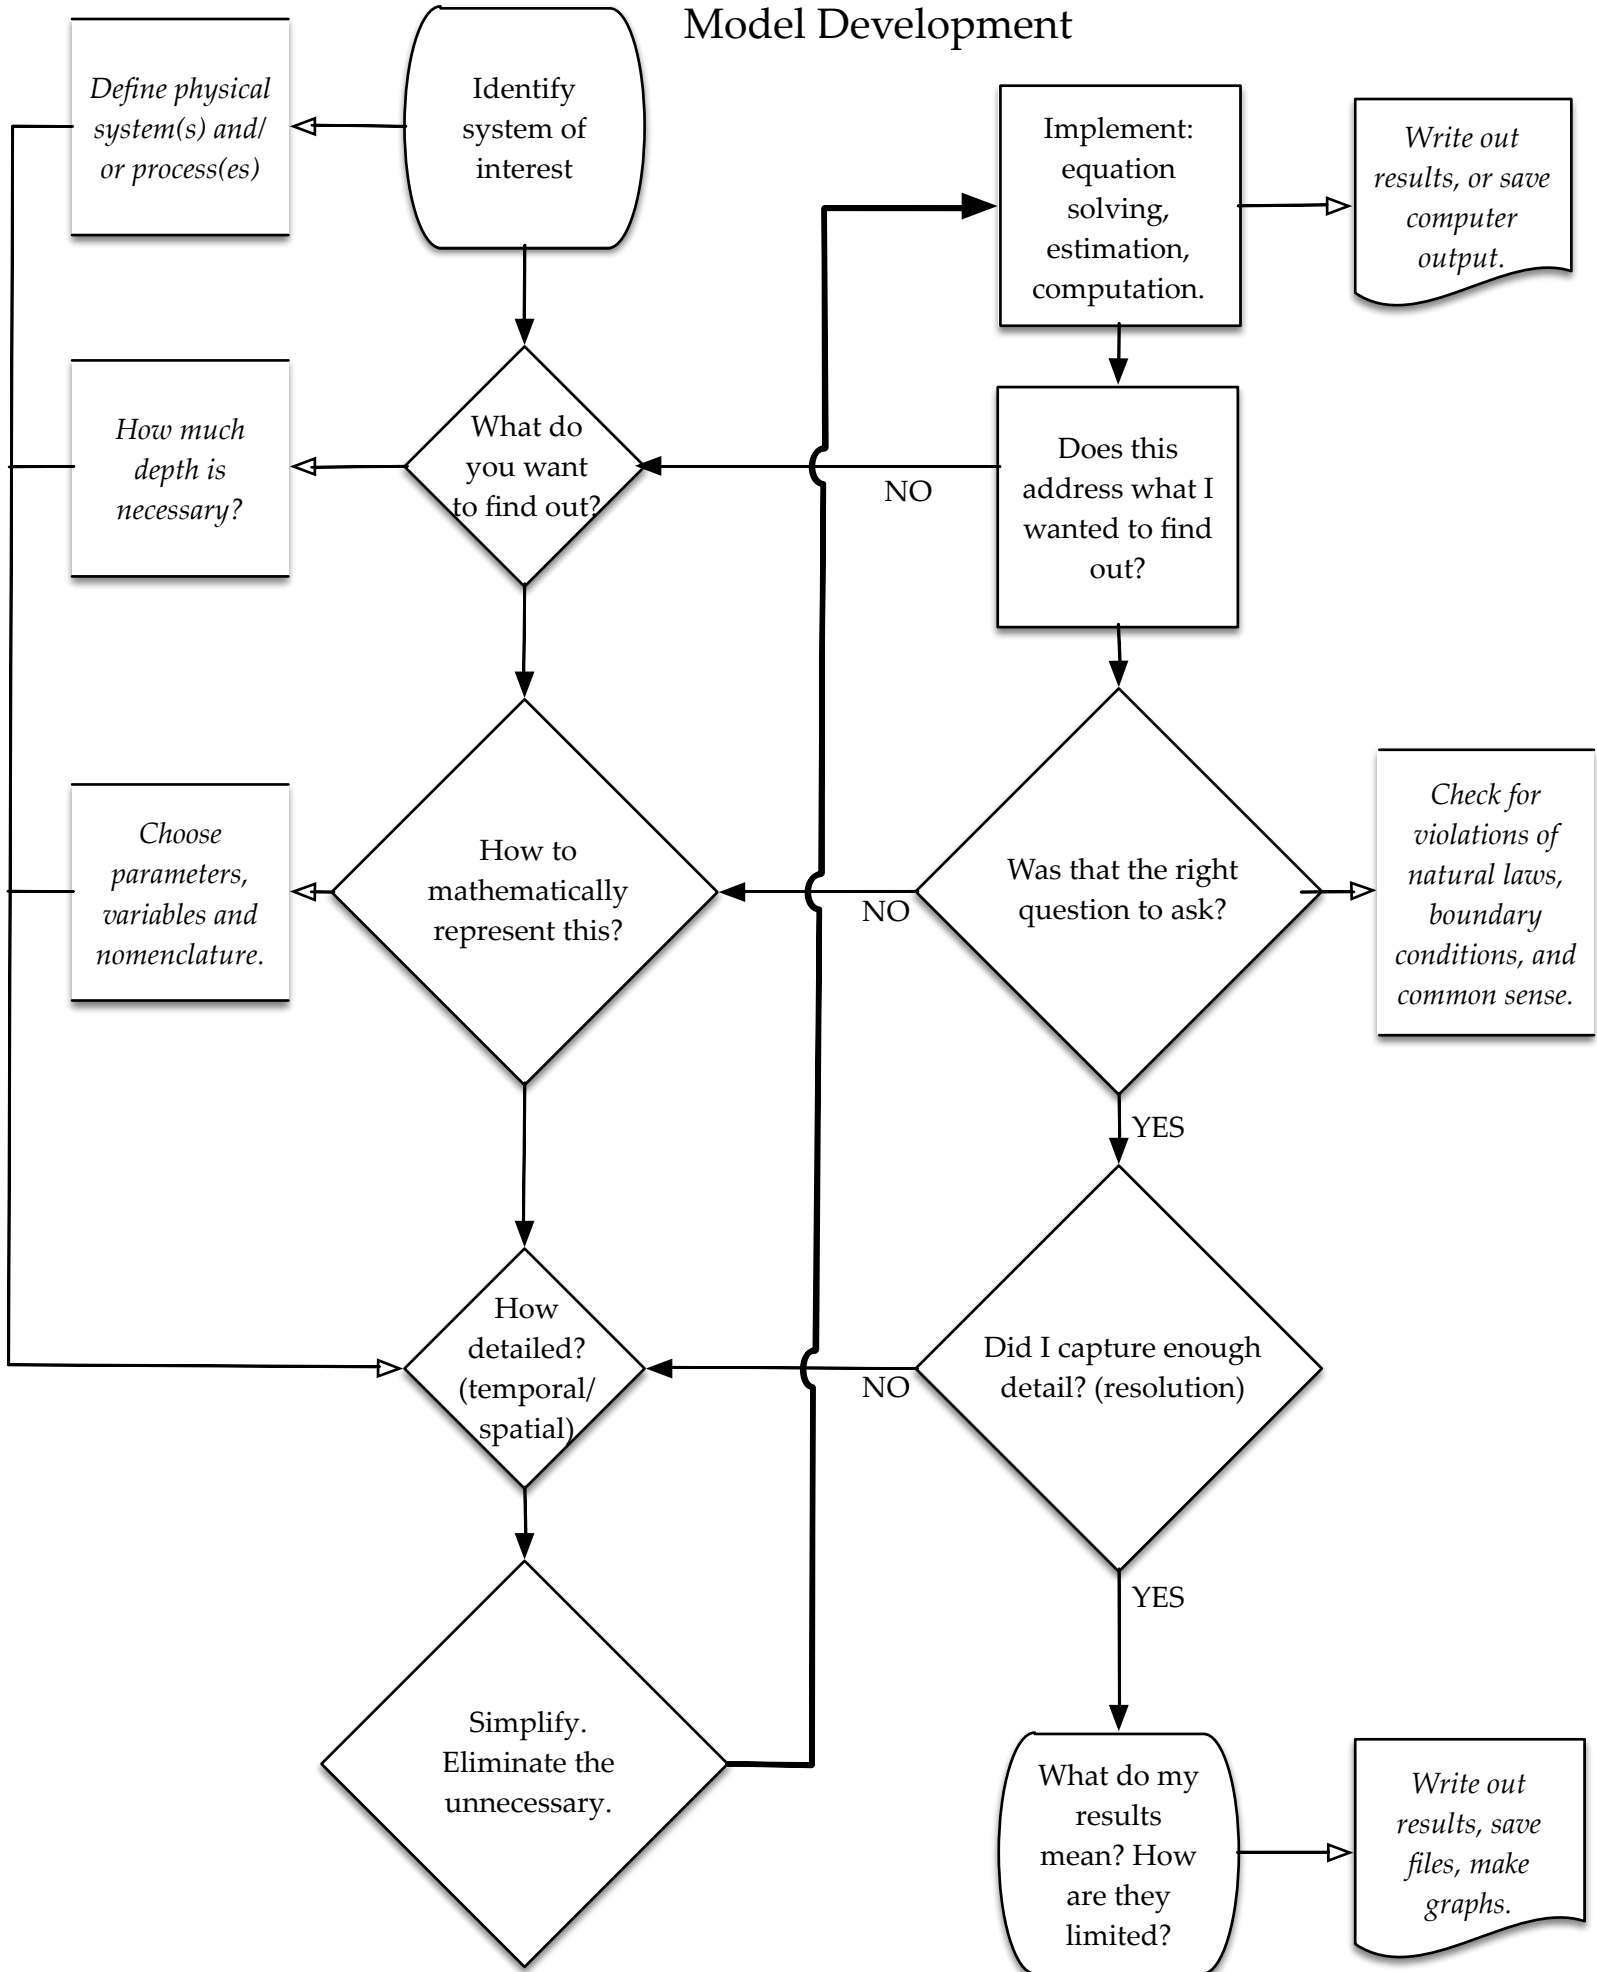 Model Development
Define physical
system(s) and/
or process(es)
Identify
system of
interest
Implement:
equation
solving,
estimation,
computation.
Write out
results, or save
computer
output.
How much
depth is
necessary?
What do
you want
to find out?
NO
Does this
address what I
wanted to find
out?
Choose
parameters,
variables and
nomenclature.
How to
mathematically
represent this?
NO
Was that the right
question to ask?
Check for
violations of
natural laws,
boundary
conditions, and
common sense.
YES
How
detailed?
(temporal/
spatial)
NO
Did I capture enough
detail? (resolution)
YES
Simplify.
Eliminate the
unnecessary.
What do my
results
mean? How
are they
limited?
Write out
results, save
files, make
graphs.